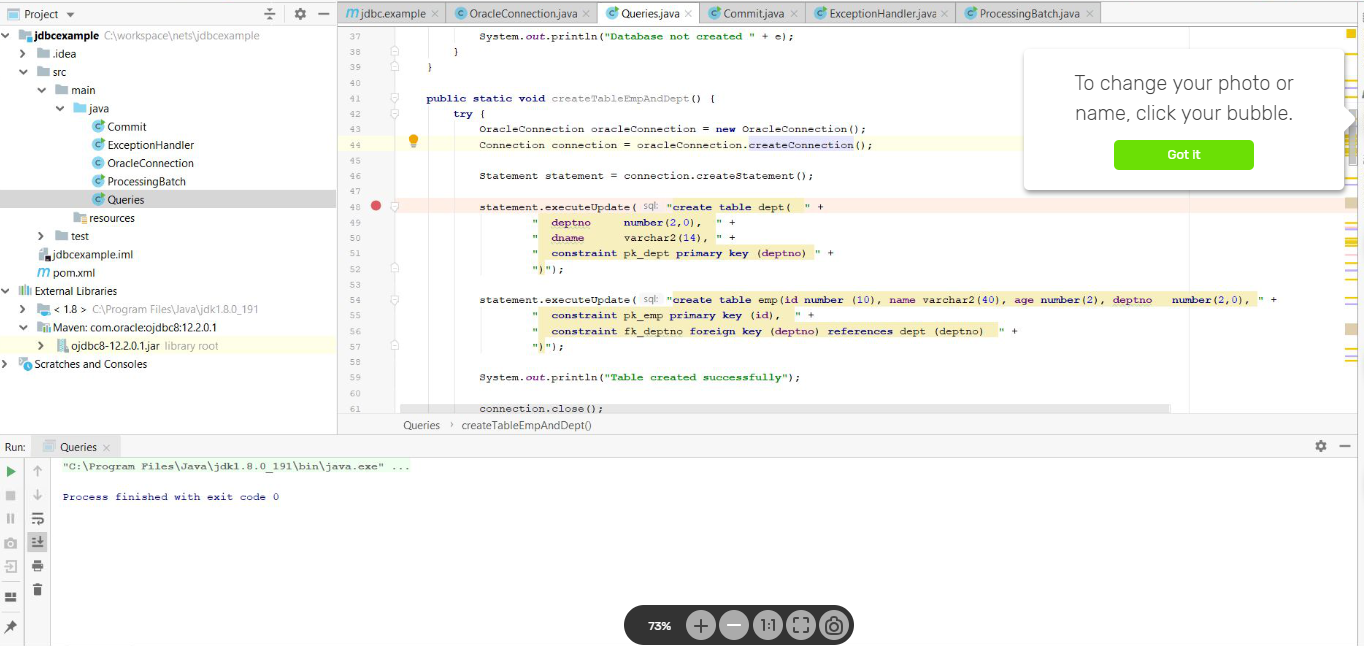 Project
jdbc.example
OracleConnection.java
Queries.java
Commit.java
ExceptionHandler.java
ProcessingBatch.java
jdbcexample C:\workspace\nets\jdbcexample
.idea
src
main
java
Commit
ExceptionHandler
OracleConnection
ProcessingBatch
Queries
resources
test
jdbcexample.iml
pom.xml
External Libraries
< 1.8 > C:\Program Files\Java\jdk1.8.0_191
Maven: com.oracle:ojdbc8:12.2.0.1
ojdbc8-12.2.0.1.jar library root
Scratches and Consoles
37 System.out.println("Database not created " + e);
38 }
39 }
40
41 public static void createTableEmpAndDept() {
42 try {
43 OracleConnection oracleConnection = new OracleConnection();
44 Connection connection = oracleConnection.createConnection();
45
46 Statement statement = connection.createStatement();
47
48 statement.executeUpdate( sql: "create table dept( " +
49 " deptno number(2,0), " +
50 " dname varchar2(14), " +
51 " constraint pk_dept primary key (deptno) " +
52 ")");
53
54 statement.executeUpdate( sql: "create table emp(id number (10), name varchar2(40), age number(2), deptno number(2,0), " +
55 " constraint pk_emp primary key (id), " +
56 " constraint fk_deptno foreign key (deptno) references dept (deptno) " +
57 ")");
58
59 System.out.println("Table created successfully");
60
61 connection.close();
Queries > createTableEmpAndDept()
To change your photo or
name, click your bubble.
Got it
Run: Queries
"C:\Program Files\Java\jdk1.8.0_191\bin\java.exe" ...
Process finished with exit code 0
73%
1:1